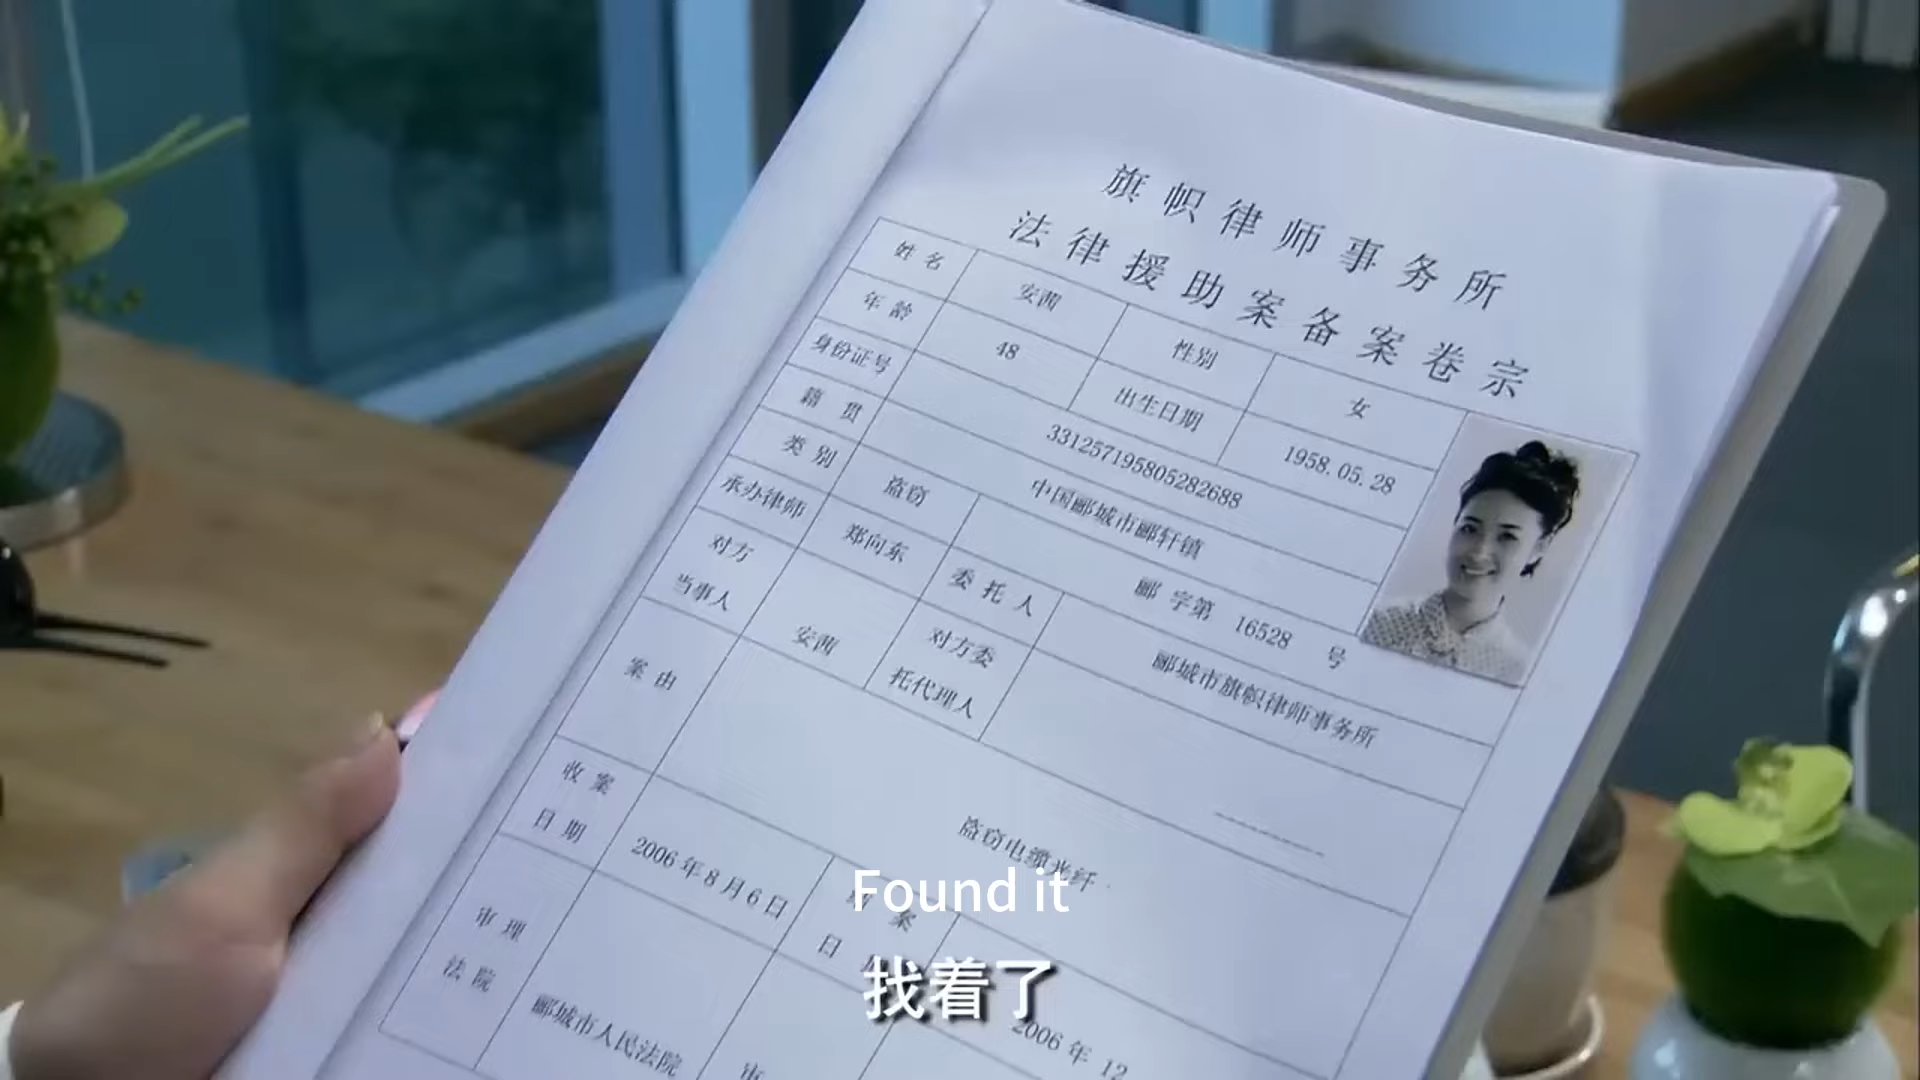 旗帜律师事务所
法律援助案备案卷宗
姓名 安茜 性别 女
年龄 48 出生日期 1958.05.28
身份证号 331257195805282688
籍贯 中国郦城市郦轩镇
类别 盗窃 郦 字第 16528 号
承办律师 郑向东 委托人 郦城市旗帜律师事务所
对方
当事人 安茜 对方委
托代理人
案由 盗窃电缆光纤
收案
日期 2006年8月6日 案
日 2006年 12
审理
法院 郦城市人民法院 审
Found it
找着了